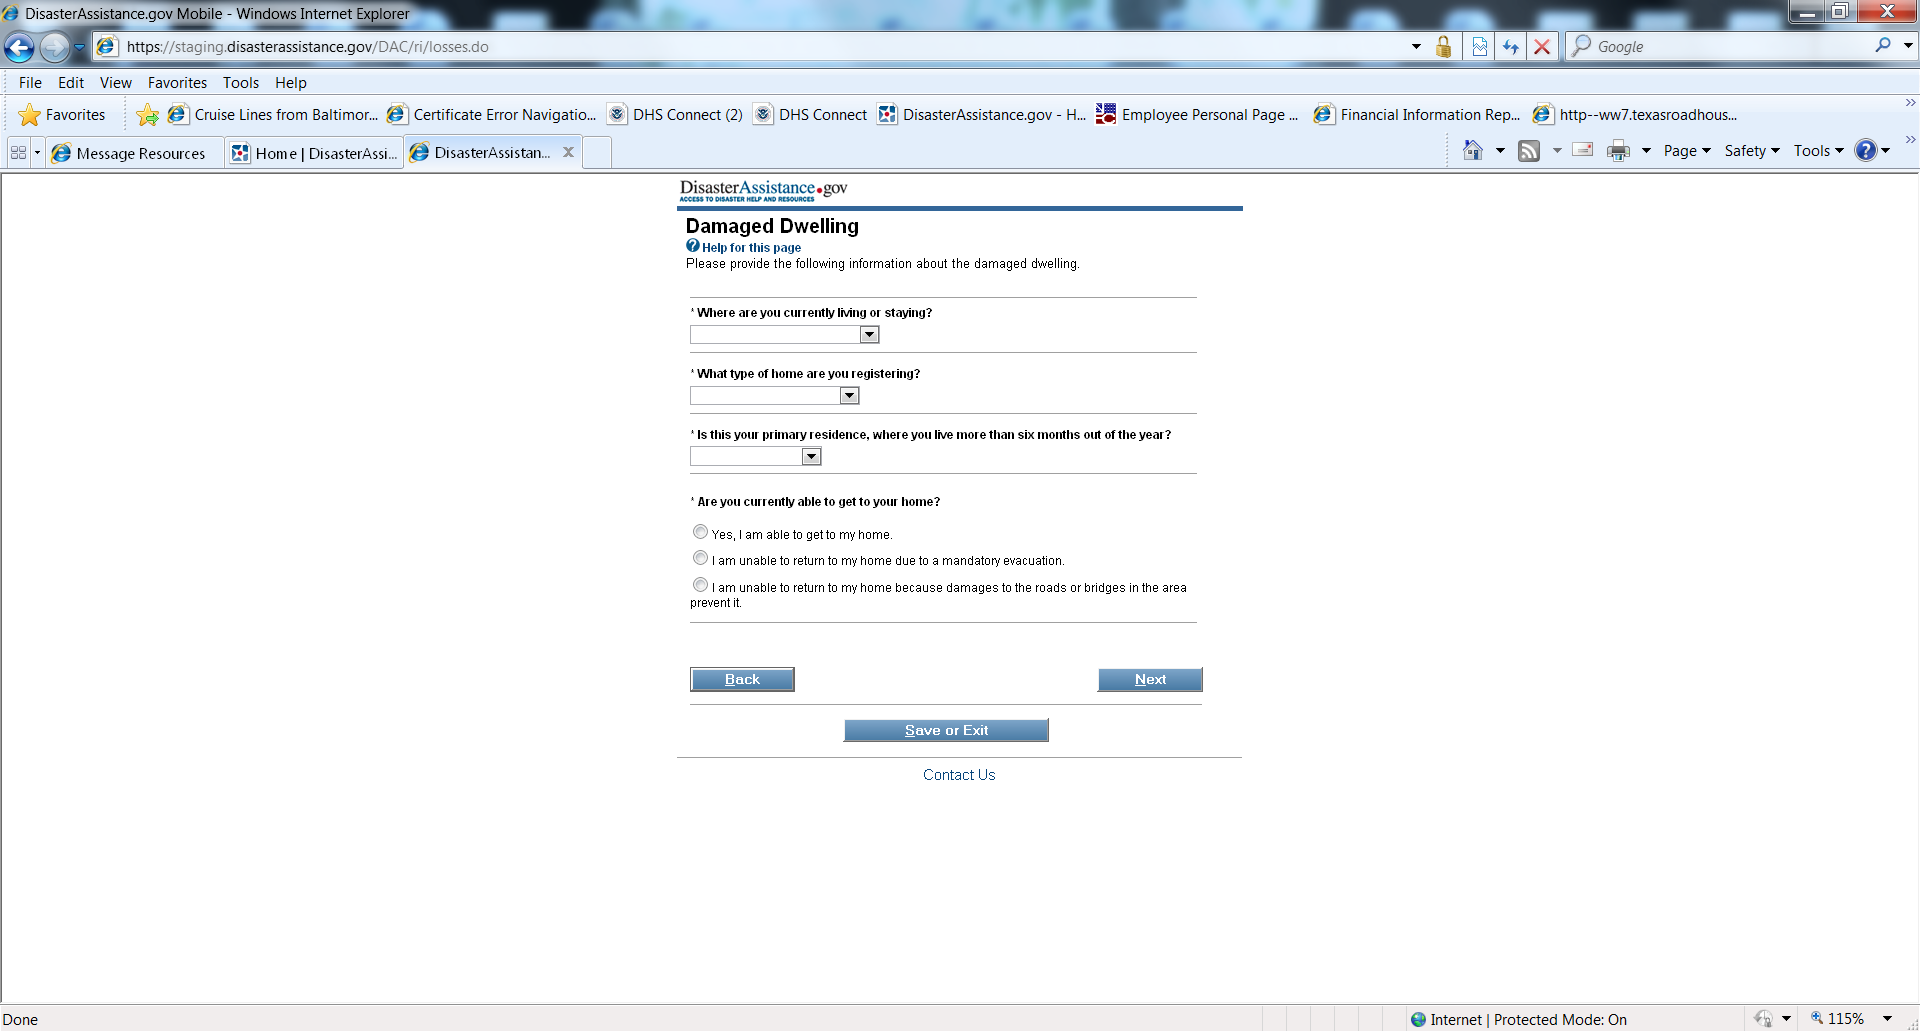 DisasterAssistance.gov Mobile - Windows Internet Explorer
https://staging.disasterassistance.gov/DAC/ri/losses.do
Google
File Edit View Favorites Tools Help
Favorites Cruise Lines from Baltimor... Certificate Error Navigatio... DHS Connect (2) DHS Connect DisasterAssistance.gov - H... Employee Personal Page ... Financial Information Rep... http--ww7.texasroadhous...
Message Resources Home | DisasterAssi... DisasterAssistan... Page Safety Tools
DisasterAssistance.gov
ACCESS TO DISASTER HELP AND RESOURCES
Damaged Dwelling
? Help for this page
Please provide the following information about the damaged dwelling.
* Where are you currently living or staying?
* What type of home are you registering?
* Is this your primary residence, where you live more than six months out of the year?
* Are you currently able to get to your home?
Yes, I am able to get to my home.
I am unable to return to my home due to a mandatory evacuation.
I am unable to return to my home because damages to the roads or bridges in the area
prevent it.
Back Next
Save or Exit
Contact Us
Done Internet | Protected Mode: On 115%